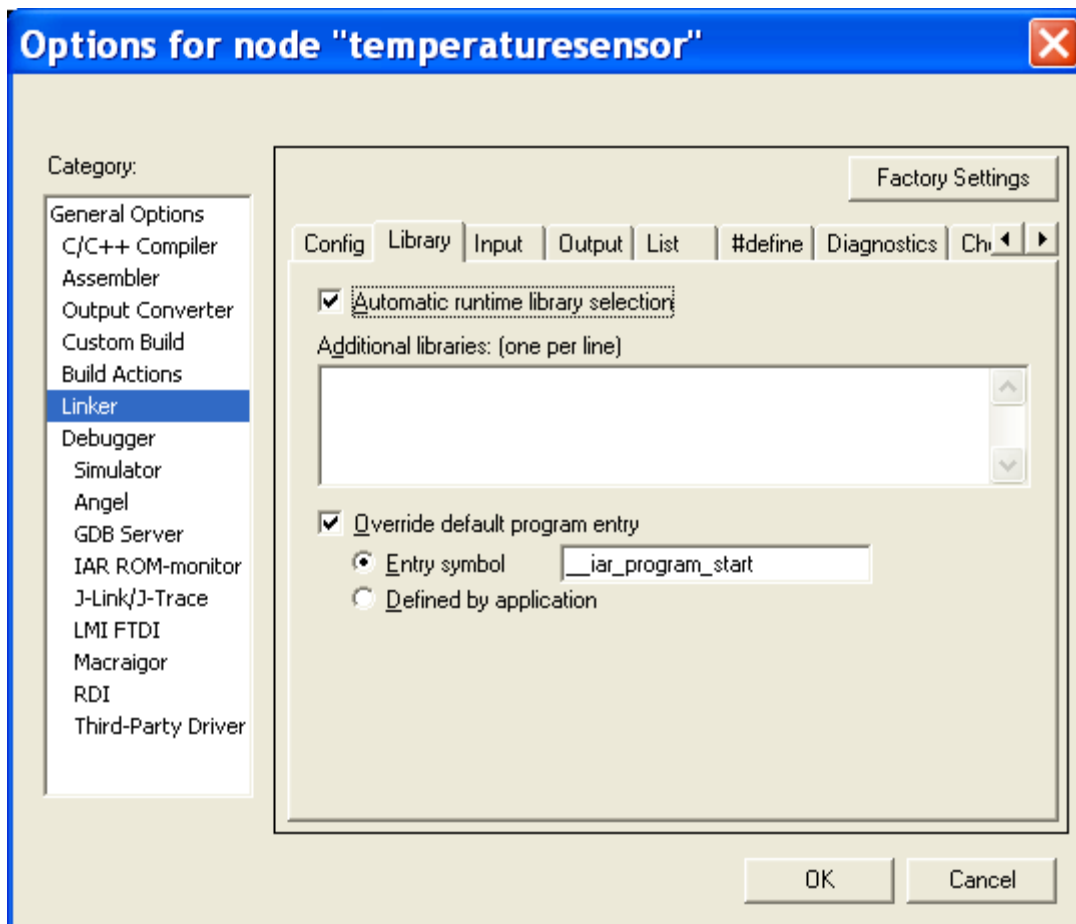 Options for node "temperaturesensor"
Category:
General Options
C/C++ Compiler
Assembler
Output Converter
Custom Build
Build Actions
Linker
Debugger
Simulator
Angel
GDB Server
IAR ROM-monitor
J-Link/J-Trace
LMI FTDI
Macraigor
RDI
Third-Party Driver
Factory Settings
Config Library Input Output List #define Diagnostics
Automatic runtime library selection
Additional libraries: (one per line)
Override default program entry
Entry symbol __iar_program_start
Defined by application
OK Cancel